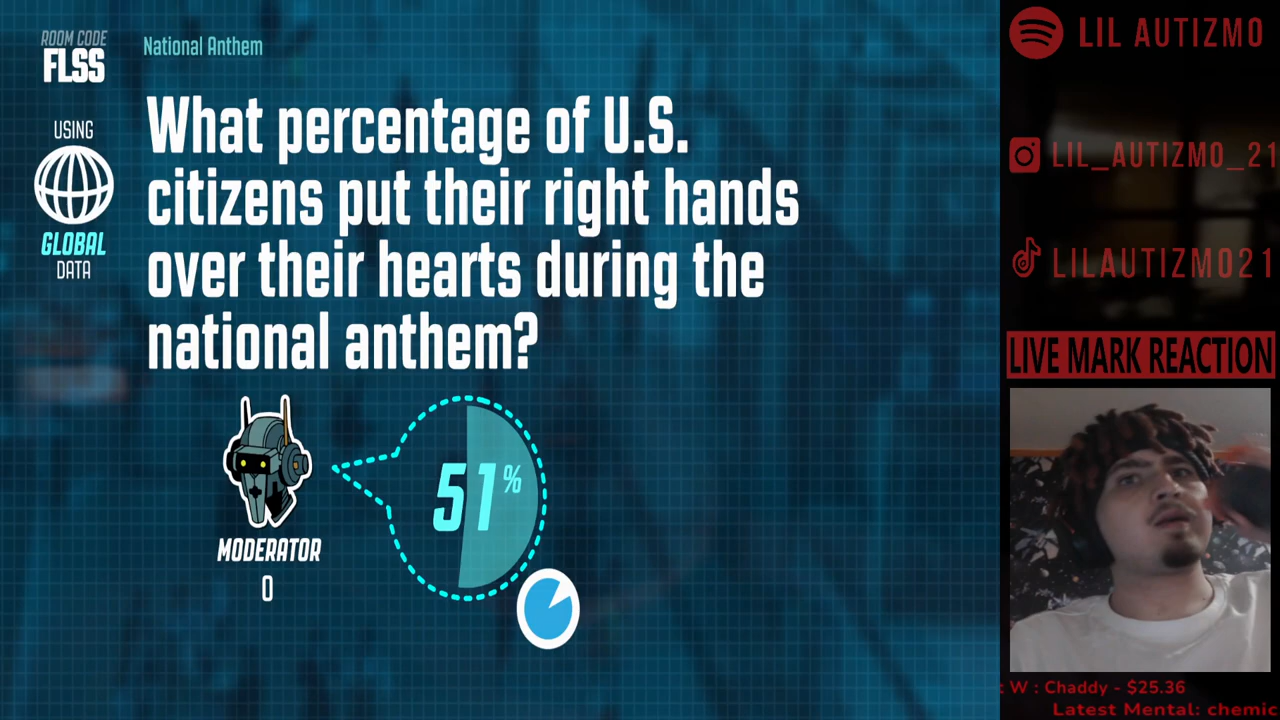 ROOM CODE
FLSS
National Anthem
What percentage of U.S.
citizens put their right hands
over their hearts during the
national anthem?
USING
GLOBAL
DATA
51%
MODERATOR
0
LIL AUTIZMO
LIL_AUTIZMO_21
LILAUTIZMO21
LIVE MARK REACTION
: W : Chaddy - $25.36
Latest Mental: chemic